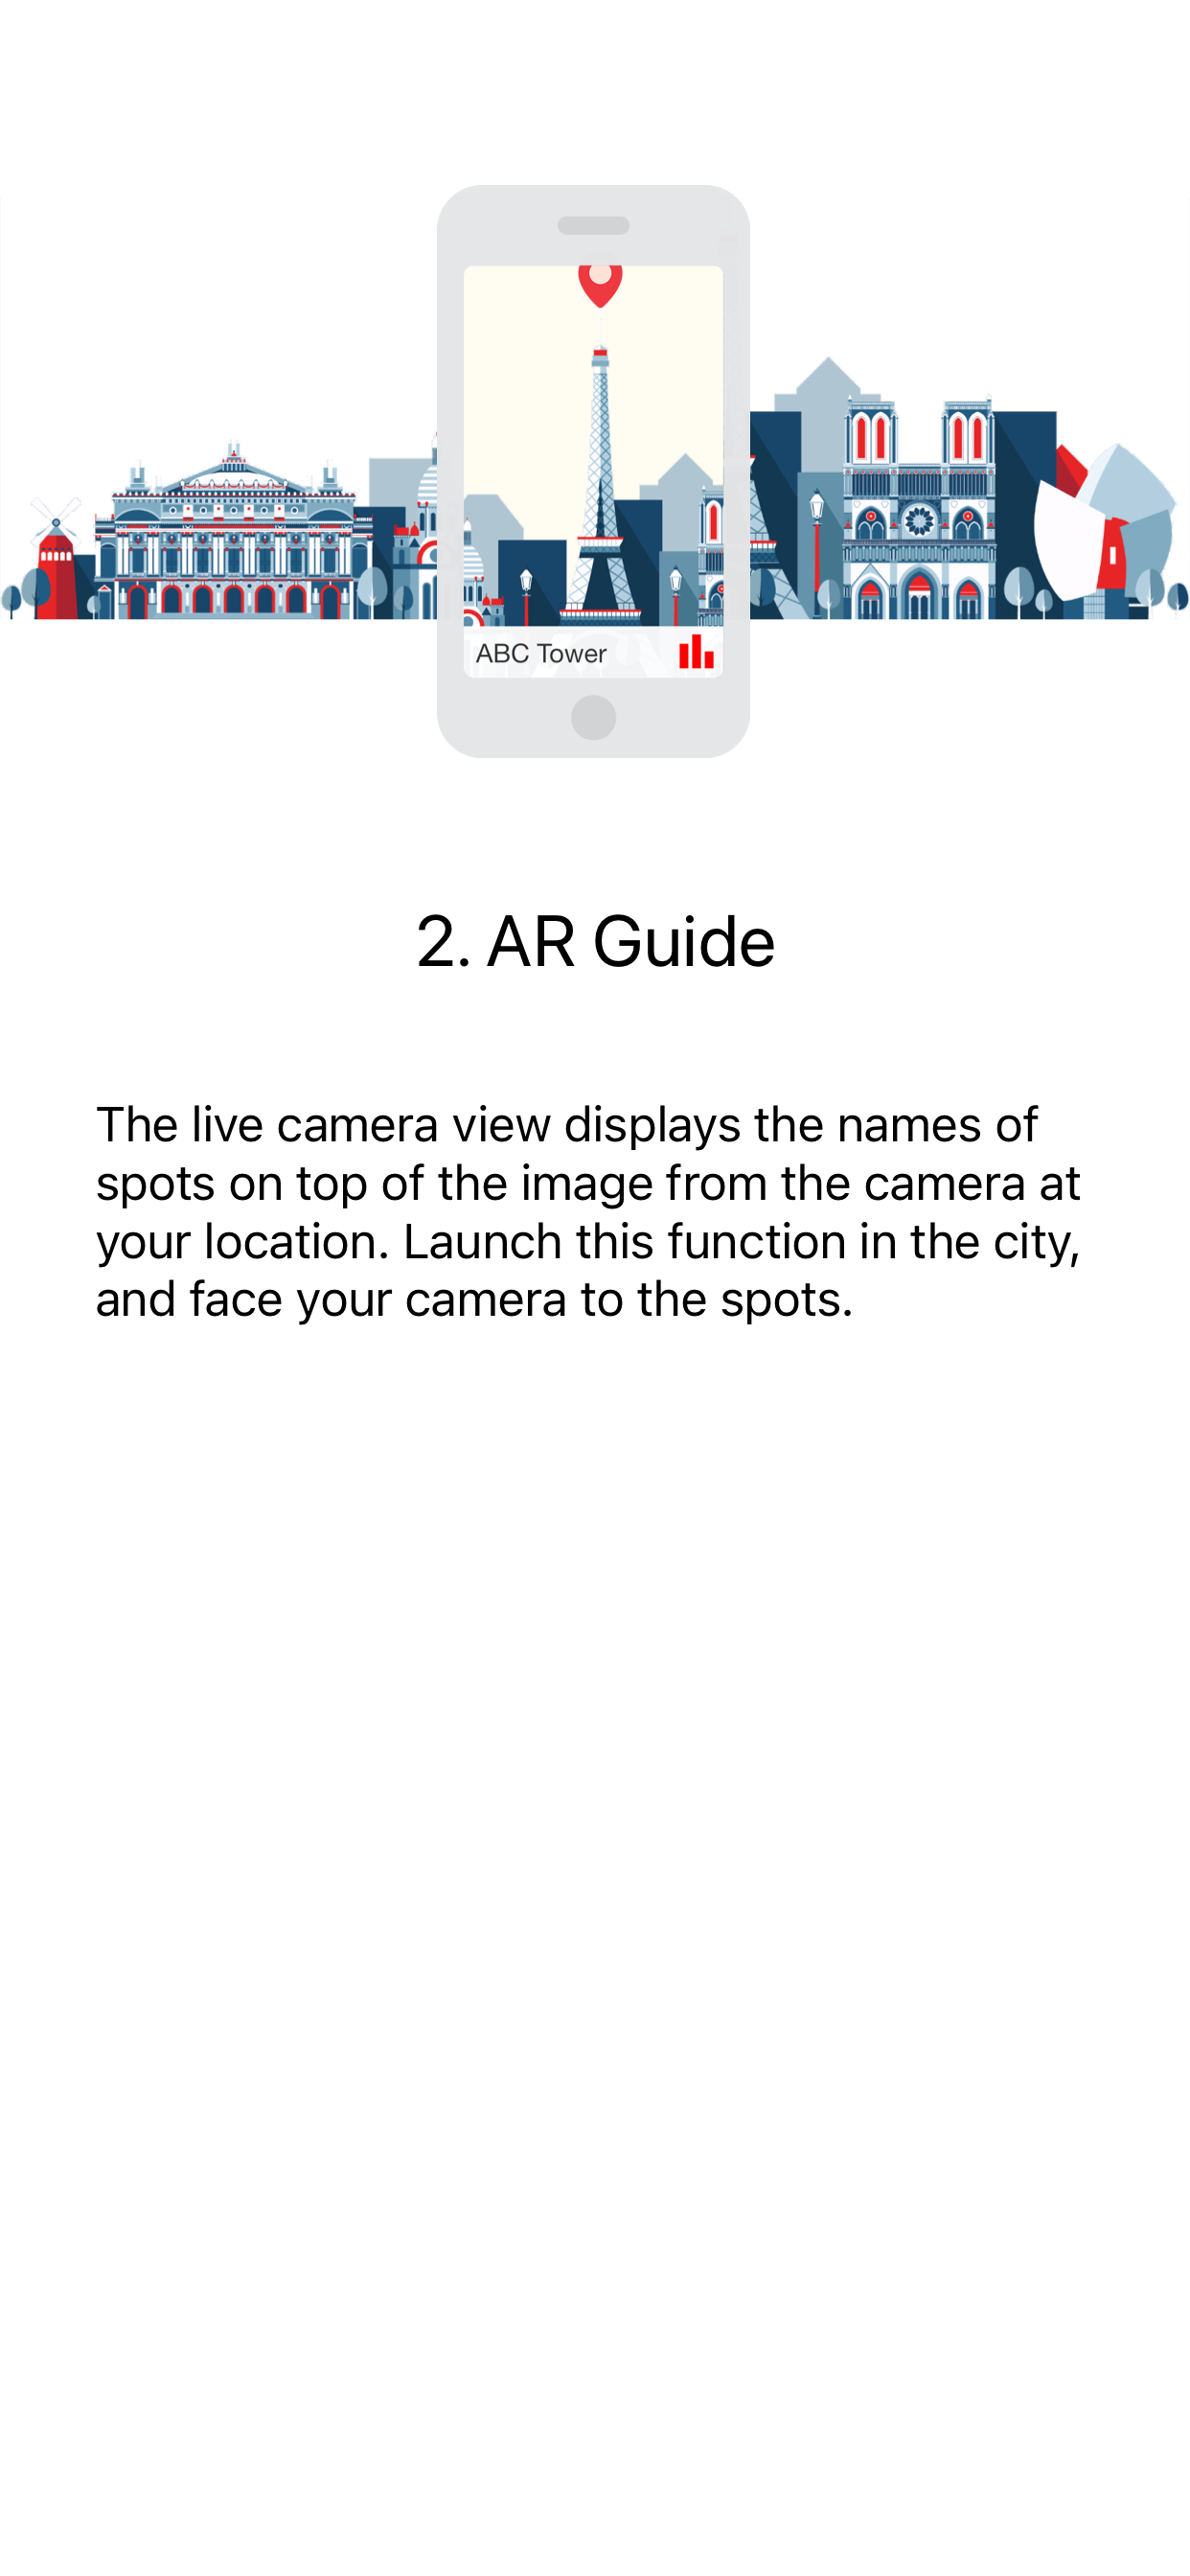 ABC Tower
2. AR Guide
The live camera view displays the names of
spots on top of the image from the camera at
your location. Launch this function in the city,
and face your camera to the spots.